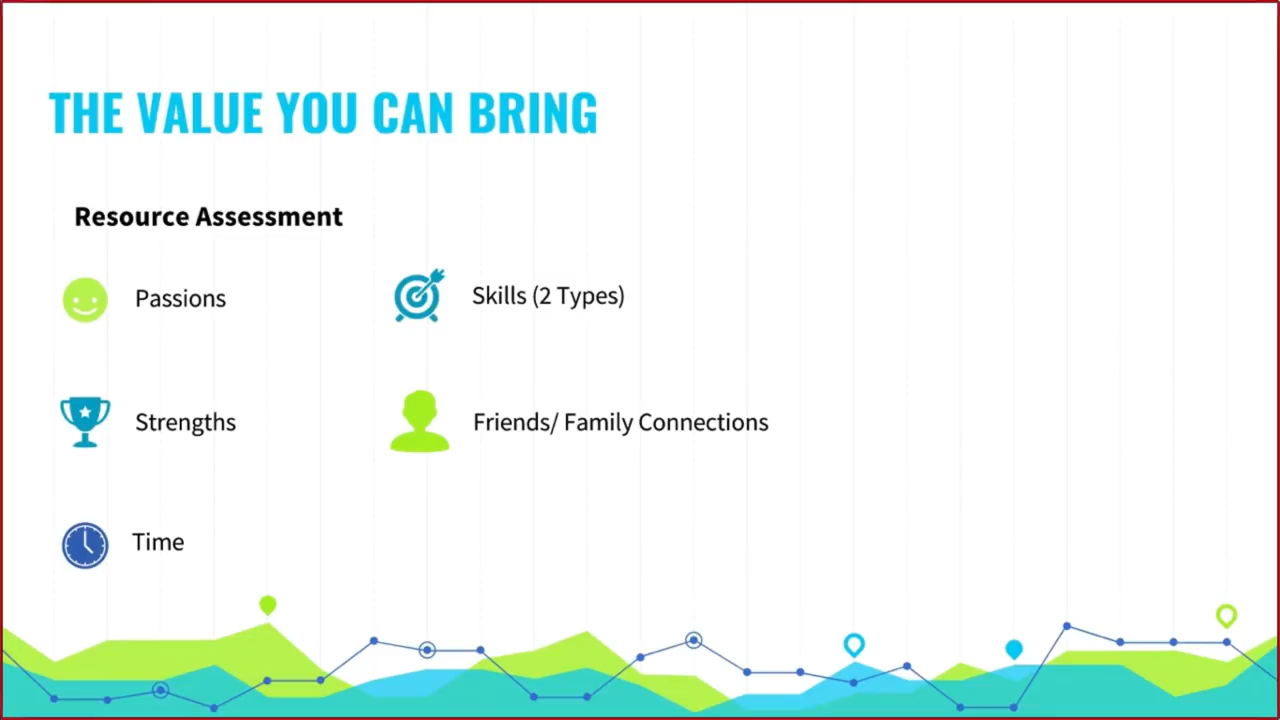 THE VALUE YOU CAN BRING
Resource Assessment
Passions
Skills (2 Types)
Strengths
Friends/ Family Connections
Time